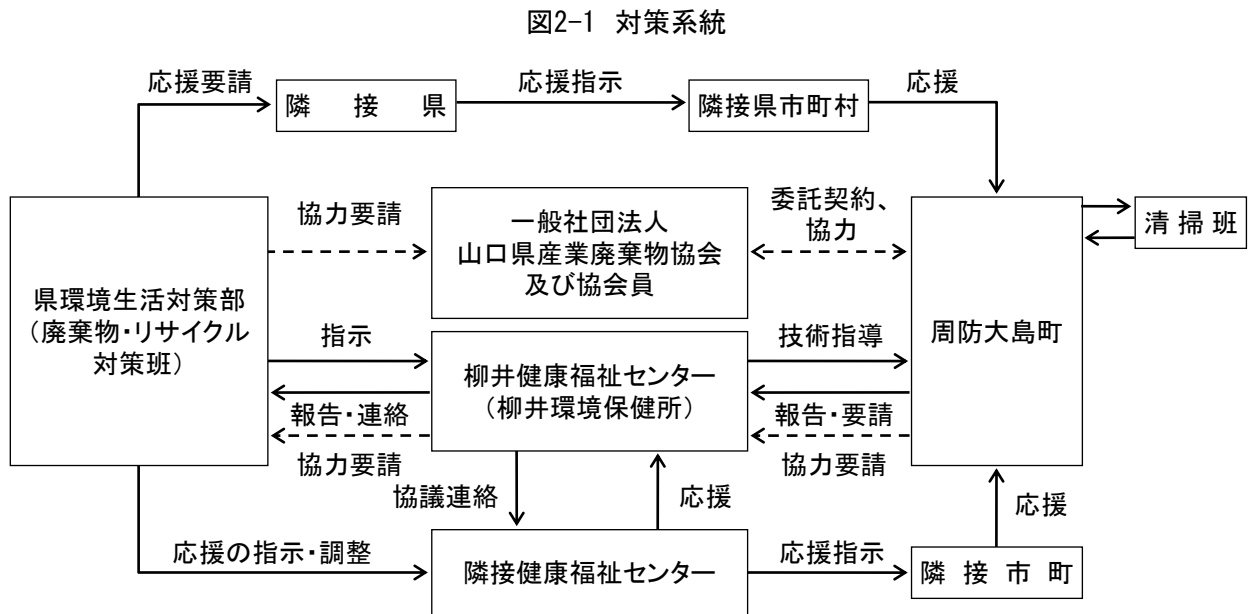 図2-1 対策系統
応援要請
隣接県
応援指示
隣接県市町村
応援
県環境生活対策部
（廃棄物・リサイクル
対策班）
協力要請
一般社団法人
山口県産業廃棄物協会
及び協会員
委託契約、
協力
周防大島町
清掃班
指示
柳井健康福祉センター
（柳井環境保健所）
技術指導
報告・連絡
協力要請
報告・要請
協力要請
協議連絡
応援
応援
応援の指示・調整
隣接健康福祉センター
応援指示
隣接市町